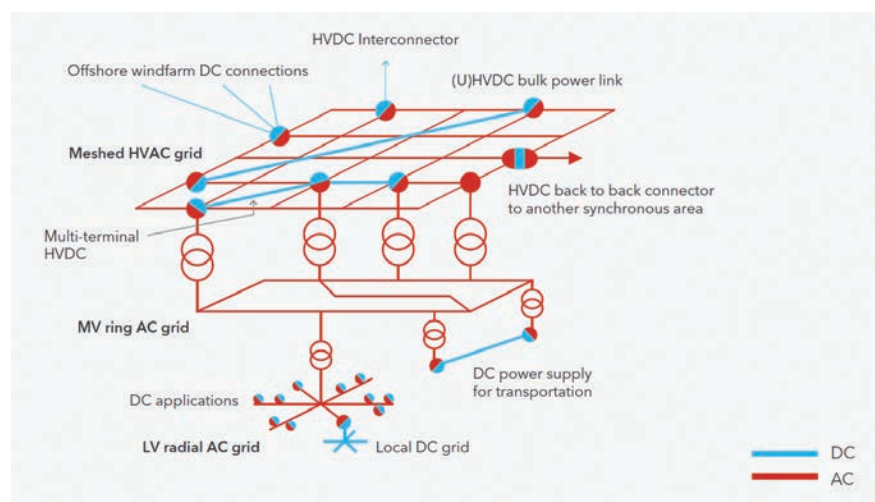 HVDC Interconnector
Offshore windfarm DC connections
(U)HVDC bulk power link
Meshed HVAC grid
HVDC back to back connector
to another synchronous area
Multi-terminal
HVDC
MV ring AC grid
DC power supply
for transportation
DC applications
LV radial AC grid
Local DC grid
DC
AC